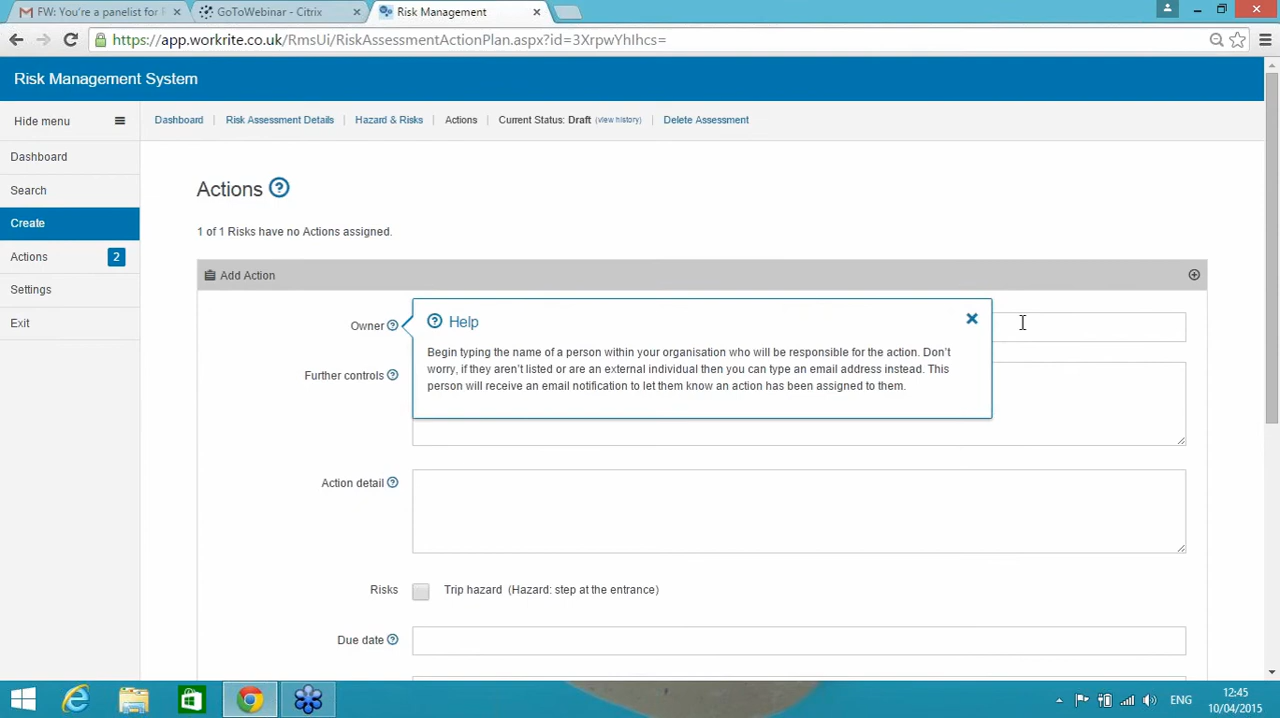 FW: You're a panelist for F
GoToWebinar - Citrix
Risk Management
https://app.workrite.co.uk/RmsUi/RiskAssessmentActionPlan.aspx?id=3XrpwYhIhcs=
Risk Management System
Hide menu
Dashboard | Risk Assessment Details | Hazard & Risks | Actions | Current Status: Draft (view history) | Delete Assessment
Dashboard
Search
Create
Actions 2
Settings
Exit
Actions ?
1 of 1 Risks have no Actions assigned.
Add Action
Owner ?
? Help
Begin typing the name of a person within your organisation who will be responsible for the action. Don't
worry, if they aren't listed or are an external individual then you can type an email address instead. This
person will receive an email notification to let them know an action has been assigned to them.
Further controls ?
Action detail ?
Risks Trip hazard (Hazard: step at the entrance)
Due date ?
ENG
12:45
10/04/2015